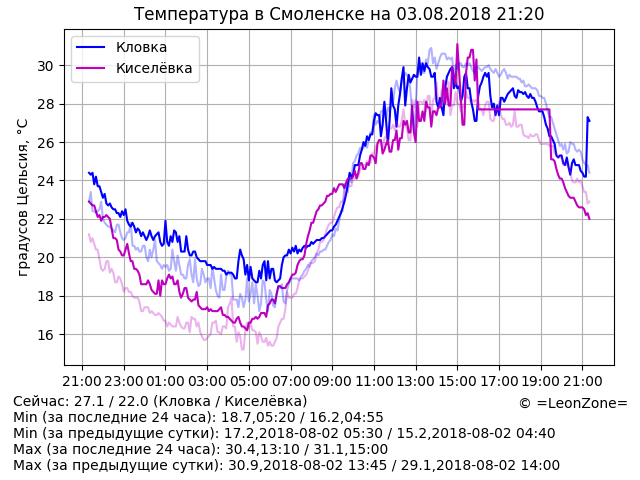 Температура в Смоленске на 03.08.2018 21:20
Кловка
Киселёвка
градусов Цельсия, °C
30
28
26
24
22
20
18
16
21:00 23:00 01:00 03:00 05:00 07:00 09:00 11:00 13:00 15:00 17:00 19:00 21:00
Сейчас: 27.1 / 22.0 (Кловка / Киселёвка)
© =LeonZone=
Min (за последние 24 часа): 18.7,05:20 / 16.2,04:55
Min (за предыдущие сутки): 17.2,2018-08-02 05:30 / 15.2,2018-08-02 04:40
Max (за последние 24 часа): 30.4,13:10 / 31.1,15:00
Max (за предыдущие сутки): 30.9,2018-08-02 13:45 / 29.1,2018-08-02 14:00